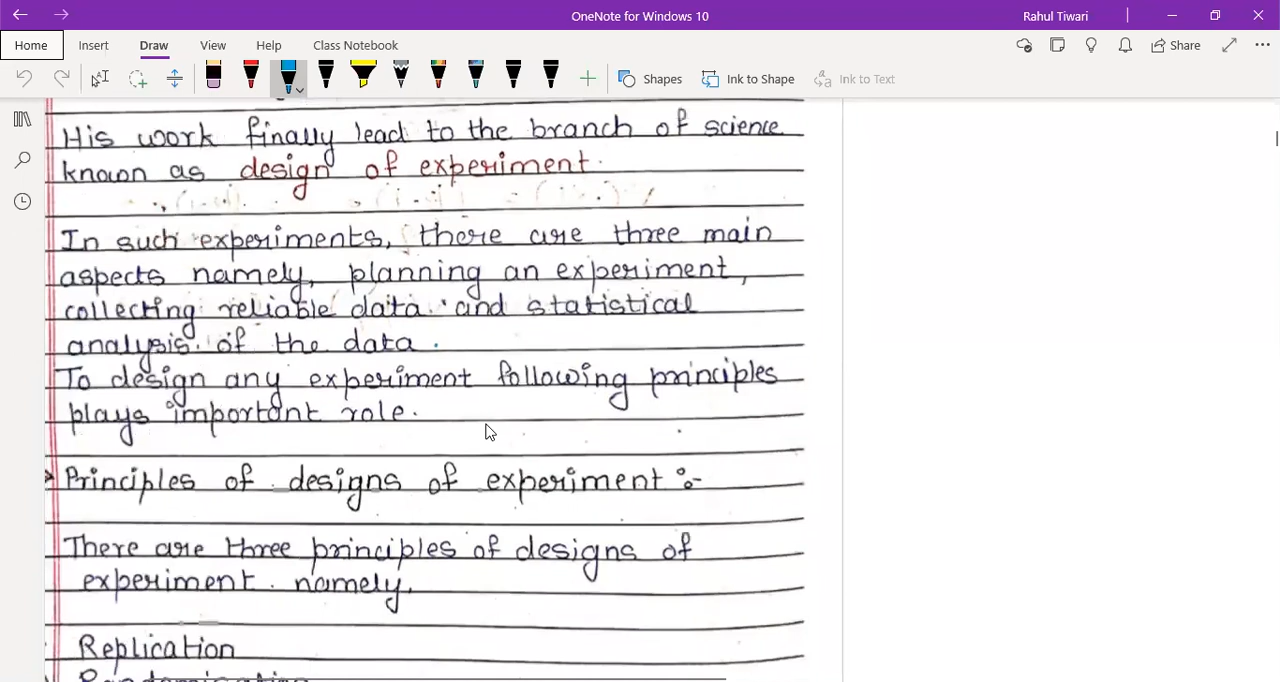 OneNote for Windows 10
Rahul Tiwari
Home Insert Draw View Help Class Notebook
Share
Shapes Ink to Shape Ink to Text
His work finally lead to the branch of science
known as design of experiment.
In such experiments, there are three main
aspects namely, planning an experiment,
collecting reliable data and statistical
analysis of the data.
To design any experiment following principles
plays important role.
Principles of designs of experiment :-
There are three principles of designs of
experiment namely,
Replication